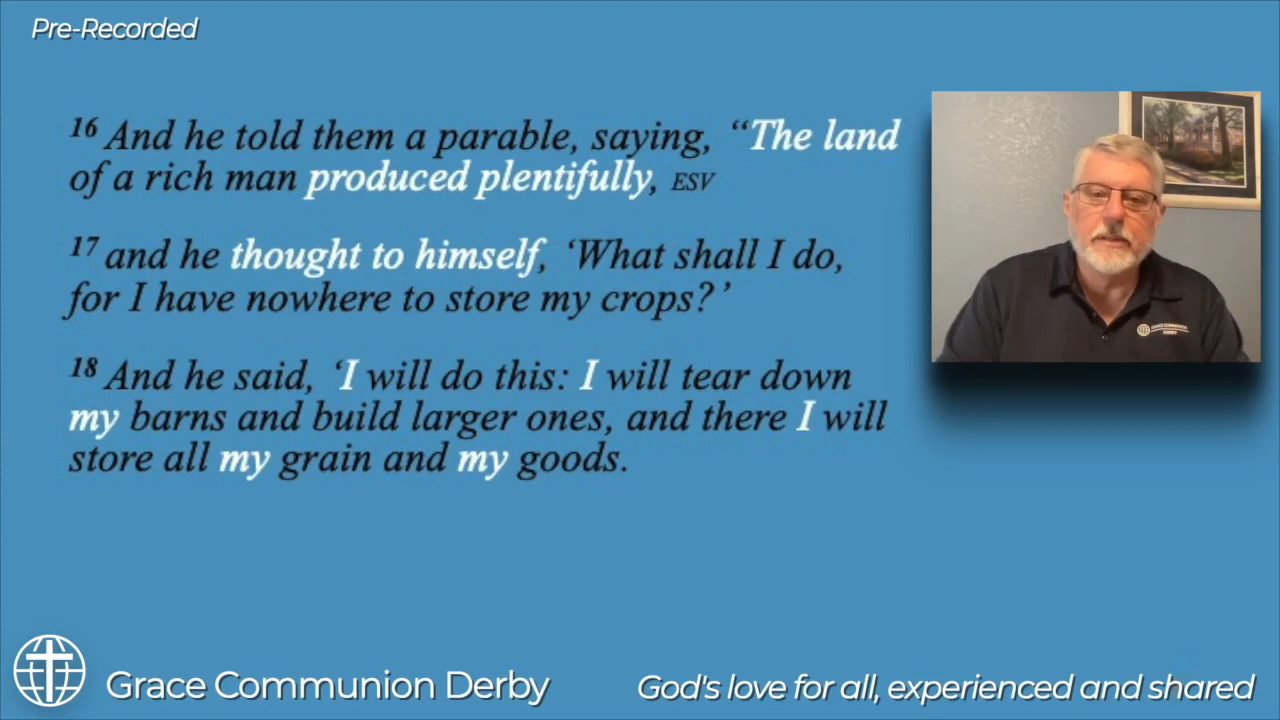 Pre-Recorded
16 And he told them a parable, saying, “The land
of a rich man produced plentifully, ESV
17 and he thought to himself, ‘What shall I do,
for I have nowhere to store my crops?’
18 And he said, ‘I will do this: I will tear down
my barns and build larger ones, and there I will
store all my grain and my goods.
GRACE COMMUNION
DERBY
Grace Communion Derby
God's love for all, experienced and shared